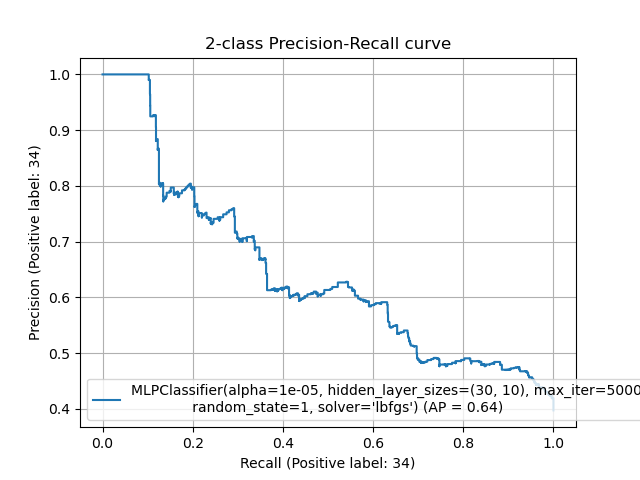 2-class Precision-Recall curve
1.0
0.9
0.8
0.7
0.6
0.5
0.4
Precision (Positive label: 34)
MLPClassifier(alpha=1e-05, hidden_layer_sizes=(30, 10), max_iter=5000
random_state=1, solver='lbfgs') (AP = 0.64)
0.0 0.2 0.4 0.6 0.8 1.0
Recall (Positive label: 34)